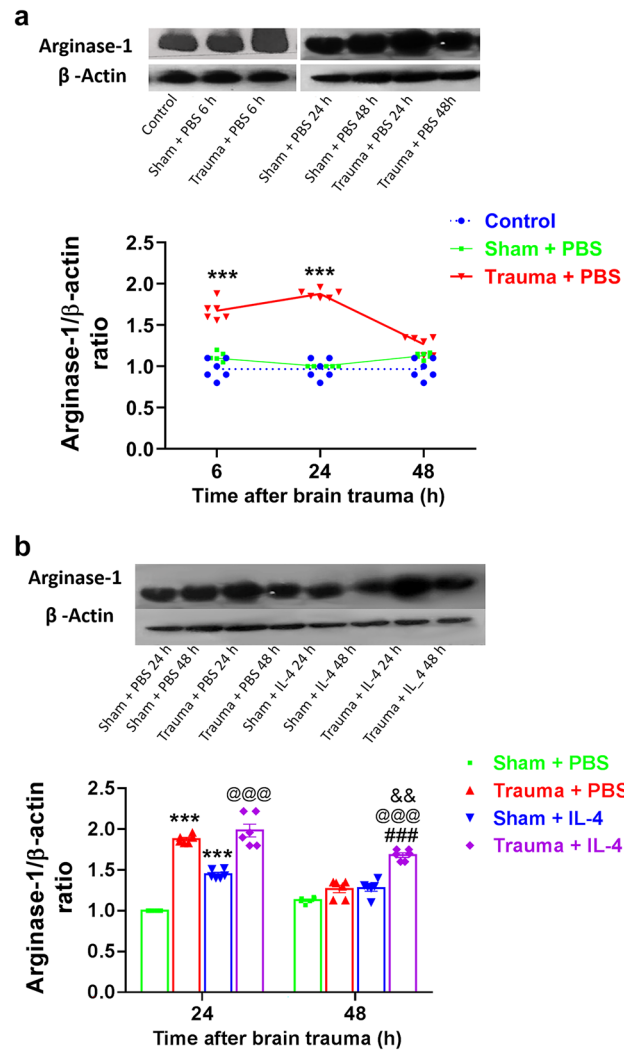 a
Arginase-1
β -Actin
Control
Sham + PBS 6 h
Trauma + PBS 6 h
Sham + PBS 24 h
Sham + PBS 48 h
Trauma + PBS 24 h
Trauma + PBS 48h
Control
Sham + PBS
Trauma + PBS
Arginase-1/β-actin
ratio
2.5
2.0
1.5
1.0
0.5
0.0
***
***
6
24
48
Time after brain trauma (h)
b
Arginase-1
β -Actin
Sham + PBS 24 h
Sham + PBS 48 h
Trauma + PBS 24 h
Trauma + PBS 48 h
Sham + IL-4 24 h
Sham + IL-4 48 h
Trauma + IL-4 24 h
Trauma + IL_4 48 h
Sham + PBS
Trauma + PBS
Sham + IL-4
Trauma + IL-4
Arginase-1/β-actin
ratio
2.5
2.0
1.5
1.0
0.5
0.0
***
***
@@@
&&
@@@
###
24
48
Time after brain trauma (h)